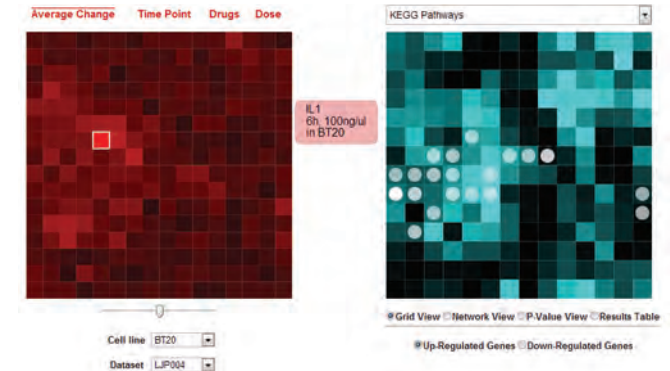 Average Change Time Point Drugs Dose
KEGG Pathways
IL1
6h, 100ng/ul
in BT20
Grid View Network View P-Value View Results Table
Cell line BT20
Up-Regulated Genes Down-Regulated Genes
Dataset LJP004